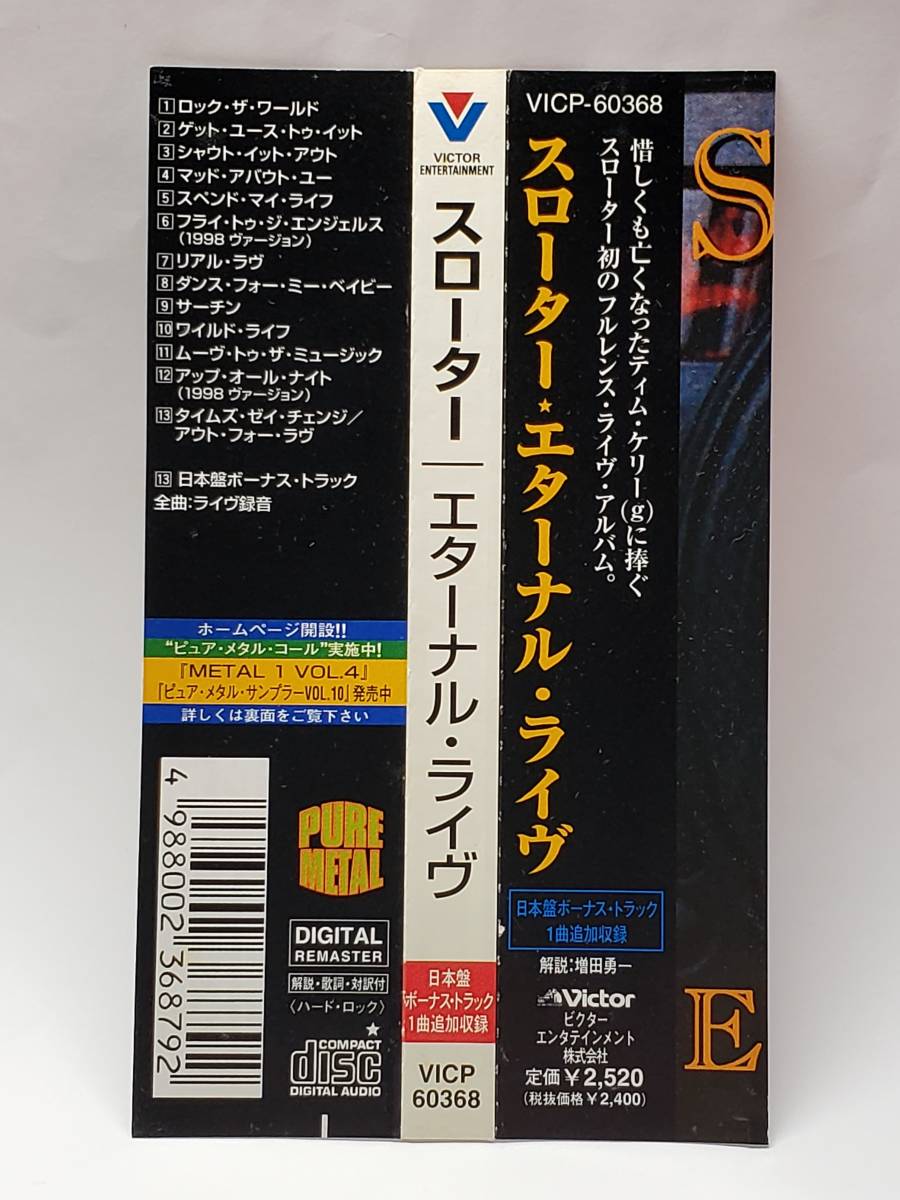 1 ロック・ザ・ワールド
2 ゲット・ユース・トゥ・イット
3 シャウト・イット・アウト
4 マッド・アバウト・ユー
5 スペンド・マイ・ライフ
6 フライ・トゥ・ジ・エンジェルス
(1998 ヴァージョン)
7 リアル・ラヴ
8 ダンス・フォー・ミー・ベイビー
9 サーチン
10 ワイルド・ライフ
11 ムーヴ・トゥ・ザ・ミュージック
12 アップ・オール・ナイト
(1998 ヴァージョン)
13 タイムズ・ゼイ・チェンジ/
アウト・フォー・ラヴ
13 日本盤ボーナス・トラック
全曲:ライヴ録音
ホームページ開設!!
“ピュア・メタル・コール”実施中!
『METAL 1 VOL.4』
『ピュア・メタル・サンプラーVOL.10』発売中
詳しくは裏面をご覧下さい
4 988002 368792
PURE
METAL
DIGITAL
REMASTER
解説・歌詞・対訳付
〈ハード・ロック〉
★
COMPACT
disc
DIGITAL AUDIO
VICTOR
ENTERTAINMENT
スローター|エターナル・ライヴ
日本盤
ボーナス・トラック
1曲追加収録
VICP
60368
VICP-60368
惜しくも亡くなったティム・ケリー(g)に捧ぐ
スローター初のフルレンス・ライヴ・アルバム。
スローター★エターナル・ライヴ
日本盤ボーナス・トラック
1曲追加収録
解説:増田勇一
Victor
ビクター
エンタテインメント
株式会社
定価￥2,520
(税抜価格￥2,400)
S
E